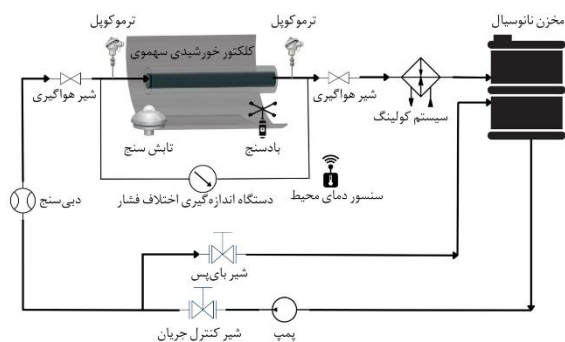 ترموکوپل
ترموکوپل
مخزن نانوسیال
کلکتور خورشیدی سهموی
شیر هواگیری
شیر هواگیری
سیستم کولینگ
تابش سنج
بادسنج
دستگاه اندازه‌گیری اختلاف فشار
سنسور دمای محیط
دبی‌سنج
شیر بای‌پس
شیر کنترل جریان
پمپ